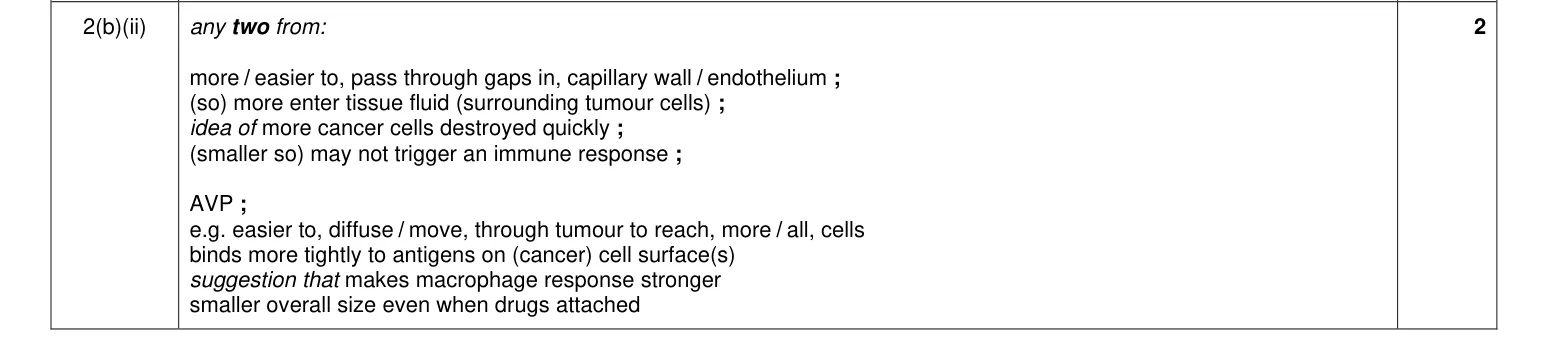 2(b)(ii)
any two from:
2
more / easier to, pass through gaps in, capillary wall / endothelium ;
(so) more enter tissue fluid (surrounding tumour cells) ;
idea of more cancer cells destroyed quickly ;
(smaller so) may not trigger an immune response ;
AVP ;
e.g. easier to, diffuse / move, through tumour to reach, more / all, cells
binds more tightly to antigens on (cancer) cell surface(s)
suggestion that makes macrophage response stronger
smaller overall size even when drugs attached